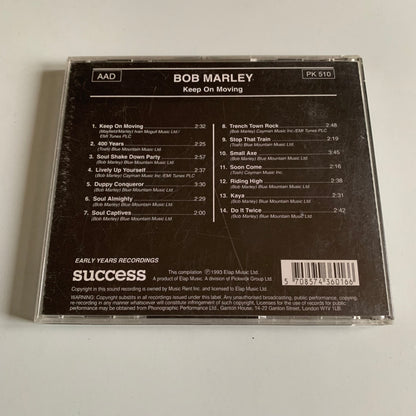 AAD
BOB MARLEY
PK 510
Keep On Moving
1. Keep On Moving 2:32
(Mayfield/Marley) Ivan Mogull Music Ltd./
EMI Tunes PLC
2. 400 Years 2:25
(Tosh) Blue Mountain Music Ltd.
3. Soul Shake Down Party 2:57
(Bob Marley) Blue Mountain Music Ltd.
4. Lively Up Yourself 2:37
(Bob Marley) Cayman Music Inc./EMI Tunes PLC
5. Duppy Conqueror 3:30
(Bob Marley) Blue Mountain Music Ltd.
6. Soul Almighty 2:29
(Bob Marley) Blue Mountain Music Ltd.
7. Soul Captives 2:00
(Bob Marley) Blue Mountain Music Ltd.
8. Trench Town Rock 2:48
(Bob Marley) Cayman Music Inc./EMI Tunes PLC
9. Stop That Train 2:19
(Tosh) Blue Mountain Music Ltd.
10. Small Axe 3:45
(Bob Marley) Blue Mountain Music Ltd.
11. Soon Come 2:16
(Tosh) Cayman Music Inc.
12. Riding High 2:36
(Bob Marley) Blue Mountain Music Ltd.
13. Kaya 2:31
(Bob Marley) Blue Mountain Music Ltd.
14. Do It Twice 2:42
(Bob Marley) Blue Mountain Music Ltd.
EARLY YEARS RECORDINGS
success
This compilation ℗ 1993 Elap Music Ltd.
A product of Elap Music. A Division of Pickwick Group Ltd.
5 708574 360166
Copyright in this sound recording is owned by Music Rent Inc. and licensed to Elap Music Ltd.
WARNING: Copyright subsists in all recordings issued under this label. Any unauthorised broadcasting, public performance, copying
or re-recording in any manner whatsoever will constitute infringement of such copyright. Licences for the use of records for public
performance may be obtained from Phonographic Performance Ltd., Ganton House, 14-22 Ganton Street, London W1V 1LB.